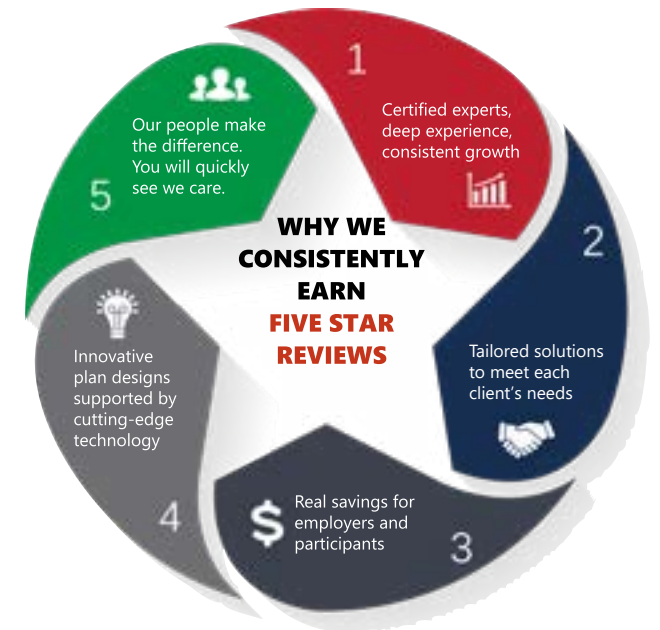 WHY WE
CONSISTENTLY
EARN
FIVE STAR
REVIEWS
1
Certified experts,
deep experience,
consistent growth
2
Tailored solutions
to meet each
client's needs
$
Real savings for
employers and
participants
3
Innovative
plan designs
supported by
cutting-edge
technology
4
Our people make
the difference.
You will quickly
see we care.
5